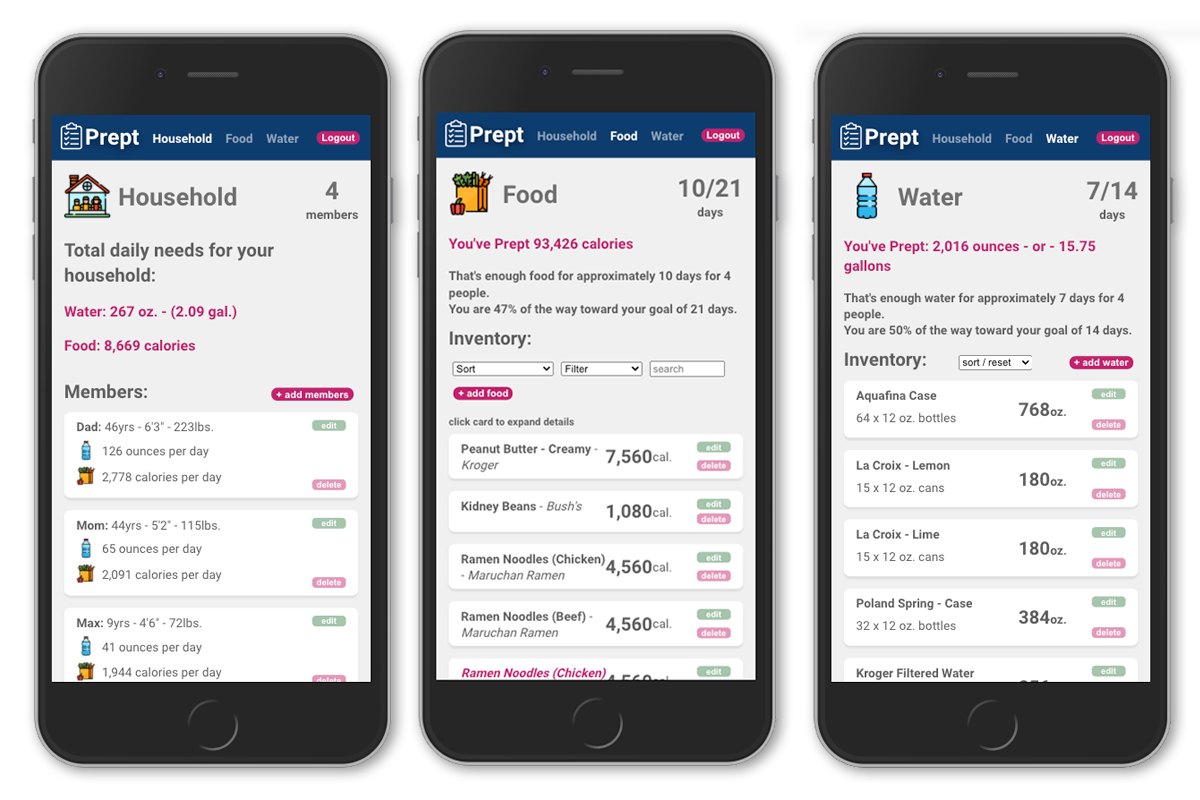 Prept Household Food Water Logout
Household
4
members
Total daily needs for your
household:
Water: 267 oz. - (2.09 gal.)
Food: 8,669 calories
Members:
+ add members
Dad: 46yrs - 6'3" - 223lbs.
edit
126 ounces per day
2,778 calories per day
delete
Mom: 44yrs - 5'2" - 115lbs.
edit
65 ounces per day
2,091 calories per day
delete
Max: 9yrs - 4'6" - 72lbs.
edit
41 ounces per day
1,944 calories per day
delete
Prept Household Food Water Logout
Food
10/21
days
You've Prept 93,426 calories
That's enough food for approximately 10 days for 4
people.
You are 47% of the way toward your goal of 21 days.
Inventory:
Sort Filter search
+ add food
click card to expand details
Peanut Butter - Creamy -
Kroger
7,560cal.
edit
delete
Kidney Beans - Bush's
1,080cal.
edit
delete
Ramen Noodles (Chicken)
- Maruchan Ramen
4,560cal.
edit
delete
Ramen Noodles (Beef) -
Maruchan Ramen
4,560cal.
edit
delete
Ramen Noodles (Chicken)
4,560cal.
edit
Prept Household Food Water Logout
Water
7/14
days
You've Prept: 2,016 ounces - or - 15.75
gallons
That's enough water for approximately 7 days for 4
people.
You are 50% of the way toward your goal of 14 days.
Inventory:
sort / reset
+ add water
Aquafina Case
64 x 12 oz. bottles
768oz.
edit
delete
La Croix - Lemon
15 x 12 oz. cans
180oz.
edit
delete
La Croix - Lime
15 x 12 oz. cans
180oz.
edit
delete
Poland Spring - Case
32 x 12 oz. bottles
384oz.
edit
delete
Kroger Filtered Water
edit